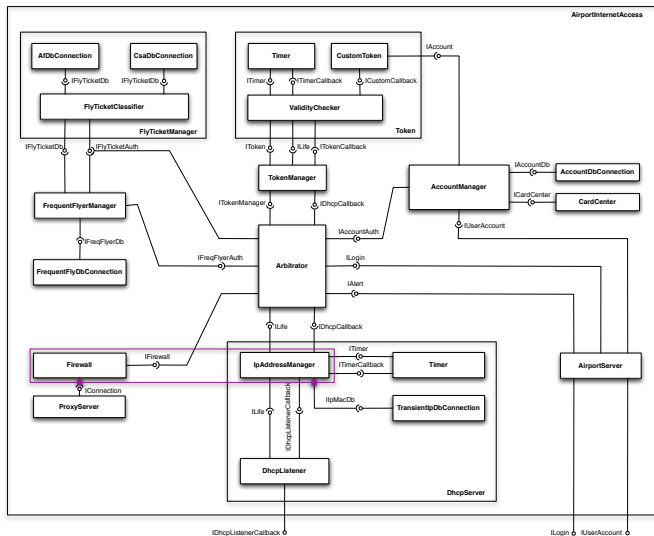 AirportInternetAccess
AfDbConnection
CsaDbConnection
IFlyTicketDb
IFlyTicketDb
FlyTicketClassifier
FlyTicketManager
Timer
CustomToken
IAccount
ITimer
ITimerCallback
ICustomCallback
ValidityChecker
Token
IFlyTicketDb
IFlyTicketAuth
IToken
ILife
ITokenCallback
TokenManager
AccountManager
IAccountDb
AccountDbConnection
ICardCenter
CardCenter
FrequentFlyerManager
ITokenManager
IDhcpCallback
IUserAccount
IAccountAuth
IFreqFlyerDb
IFreqFlyerAuth
Arbitrator
ILogin
FrequentFlyDbConnection
IAlert
ILife
IDhcpCallback
Firewall
IFirewall
IpAddressManager
ITimer
ITimerCallback
Timer
AirportServer
IConnection
ProxyServer
ILife
IDhcpListenerCallback
IIpMacDb
TransientIpDbConnection
DhcpListener
DhcpServer
IDhcpListenerCallback
ILogin
IUserAccount